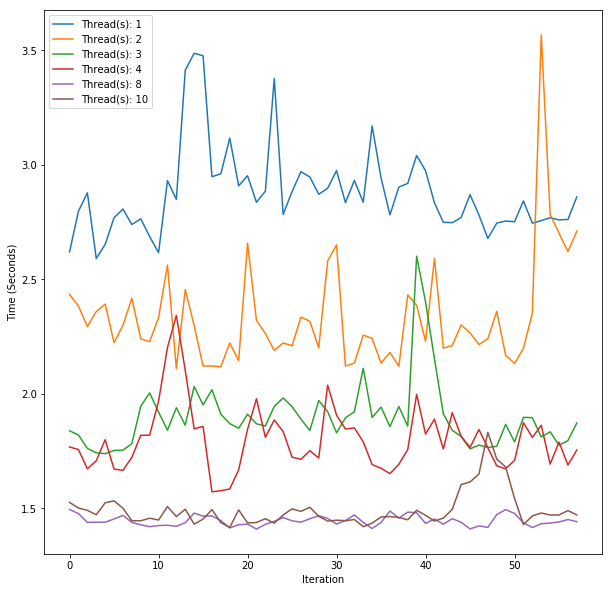 Thread(s): 1
Thread(s): 2
Thread(s): 3
Thread(s): 4
Thread(s): 8
Thread(s): 10
3.5
3.0
2.5
2.0
1.5
Time (Seconds)
0 10 20 30 40 50
Iteration